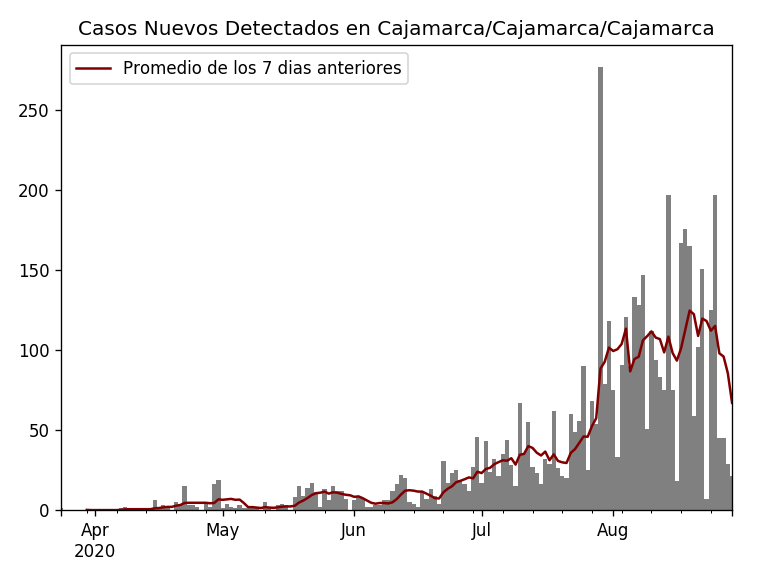 Casos Nuevos Detectados en Cajamarca/Cajamarca/Cajamarca
Promedio de los 7 dias anteriores
250
200
150
100
50
0
Apr May Jun Jul Aug
2020